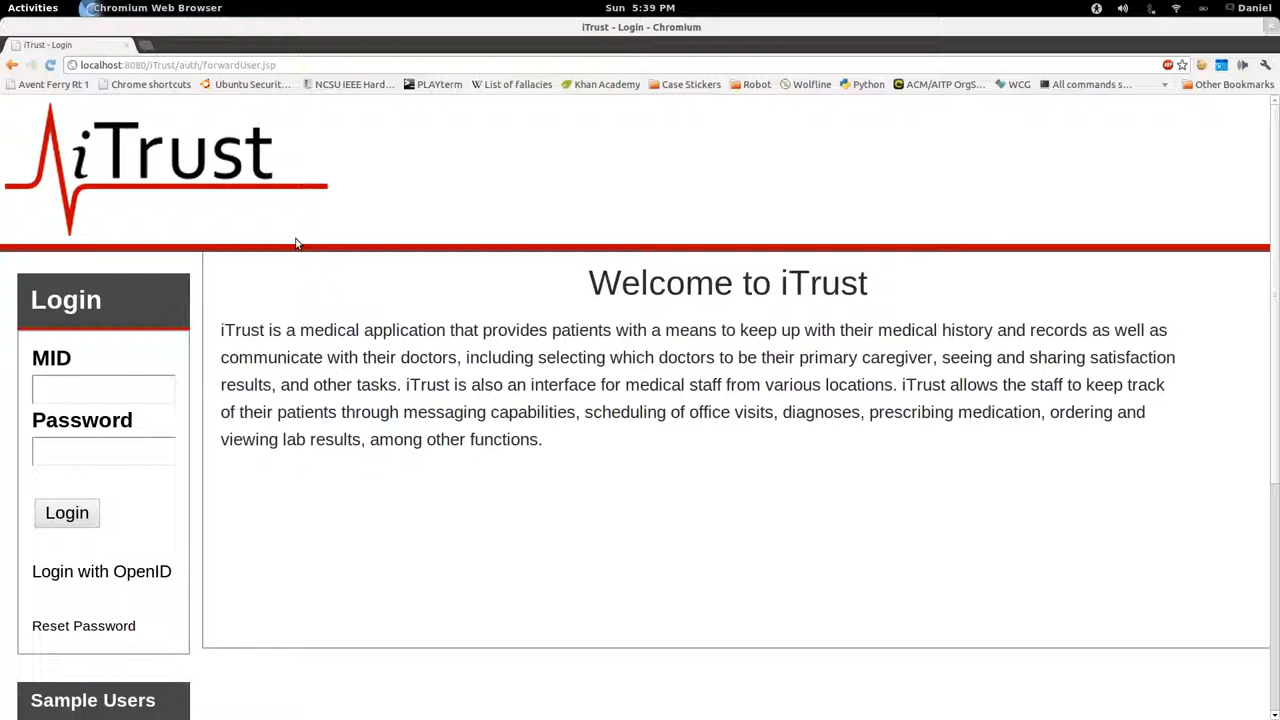 Activities
Chromium Web Browser
Sun 5:39 PM
Daniel
iTrust - Login - Chromium
iTrust - Login
localhost:8080/iTrust/auth/forwardUser.jsp
Avent Ferry Rt 1
Chrome shortcuts
Ubuntu Securit...
NCSU IEEE Hard...
PLAYterm
List of fallacies
Khan Academy
Case Stickers
Robot
Wolfline
Python
ACM/AITP OrgS...
WCG
All commands s...
Other Bookmarks
iTrust
Login
MID
Password
Login
Login with OpenID
Reset Password
Sample Users
Welcome to iTrust
iTrust is a medical application that provides patients with a means to keep up with their medical history and records as well as
communicate with their doctors, including selecting which doctors to be their primary caregiver, seeing and sharing satisfaction
results, and other tasks. iTrust is also an interface for medical staff from various locations. iTrust allows the staff to keep track
of their patients through messaging capabilities, scheduling of office visits, diagnoses, prescribing medication, ordering and
viewing lab results, among other functions.